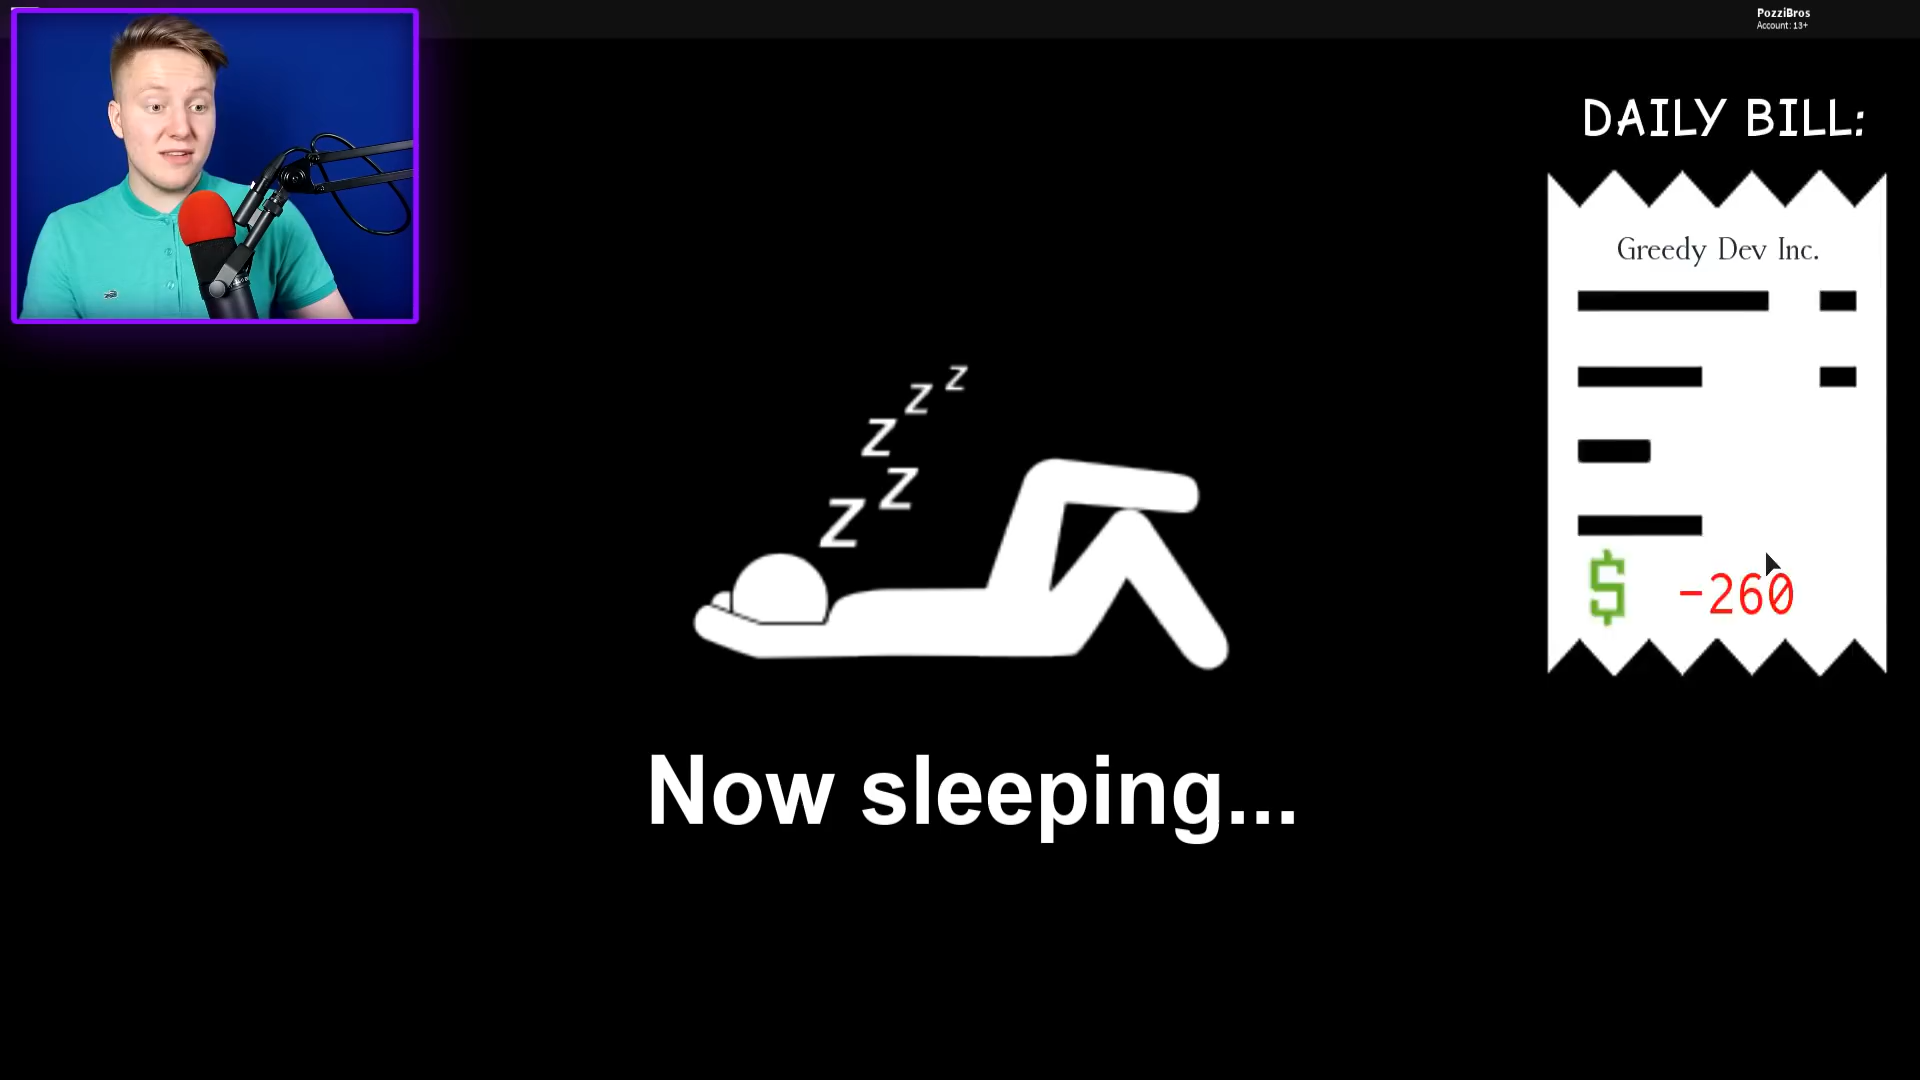 PozziBros
Account: 13+
DAILY BILL:
Greedy Dev Inc.
$ -260
z
z
z
z
z
Now sleeping...